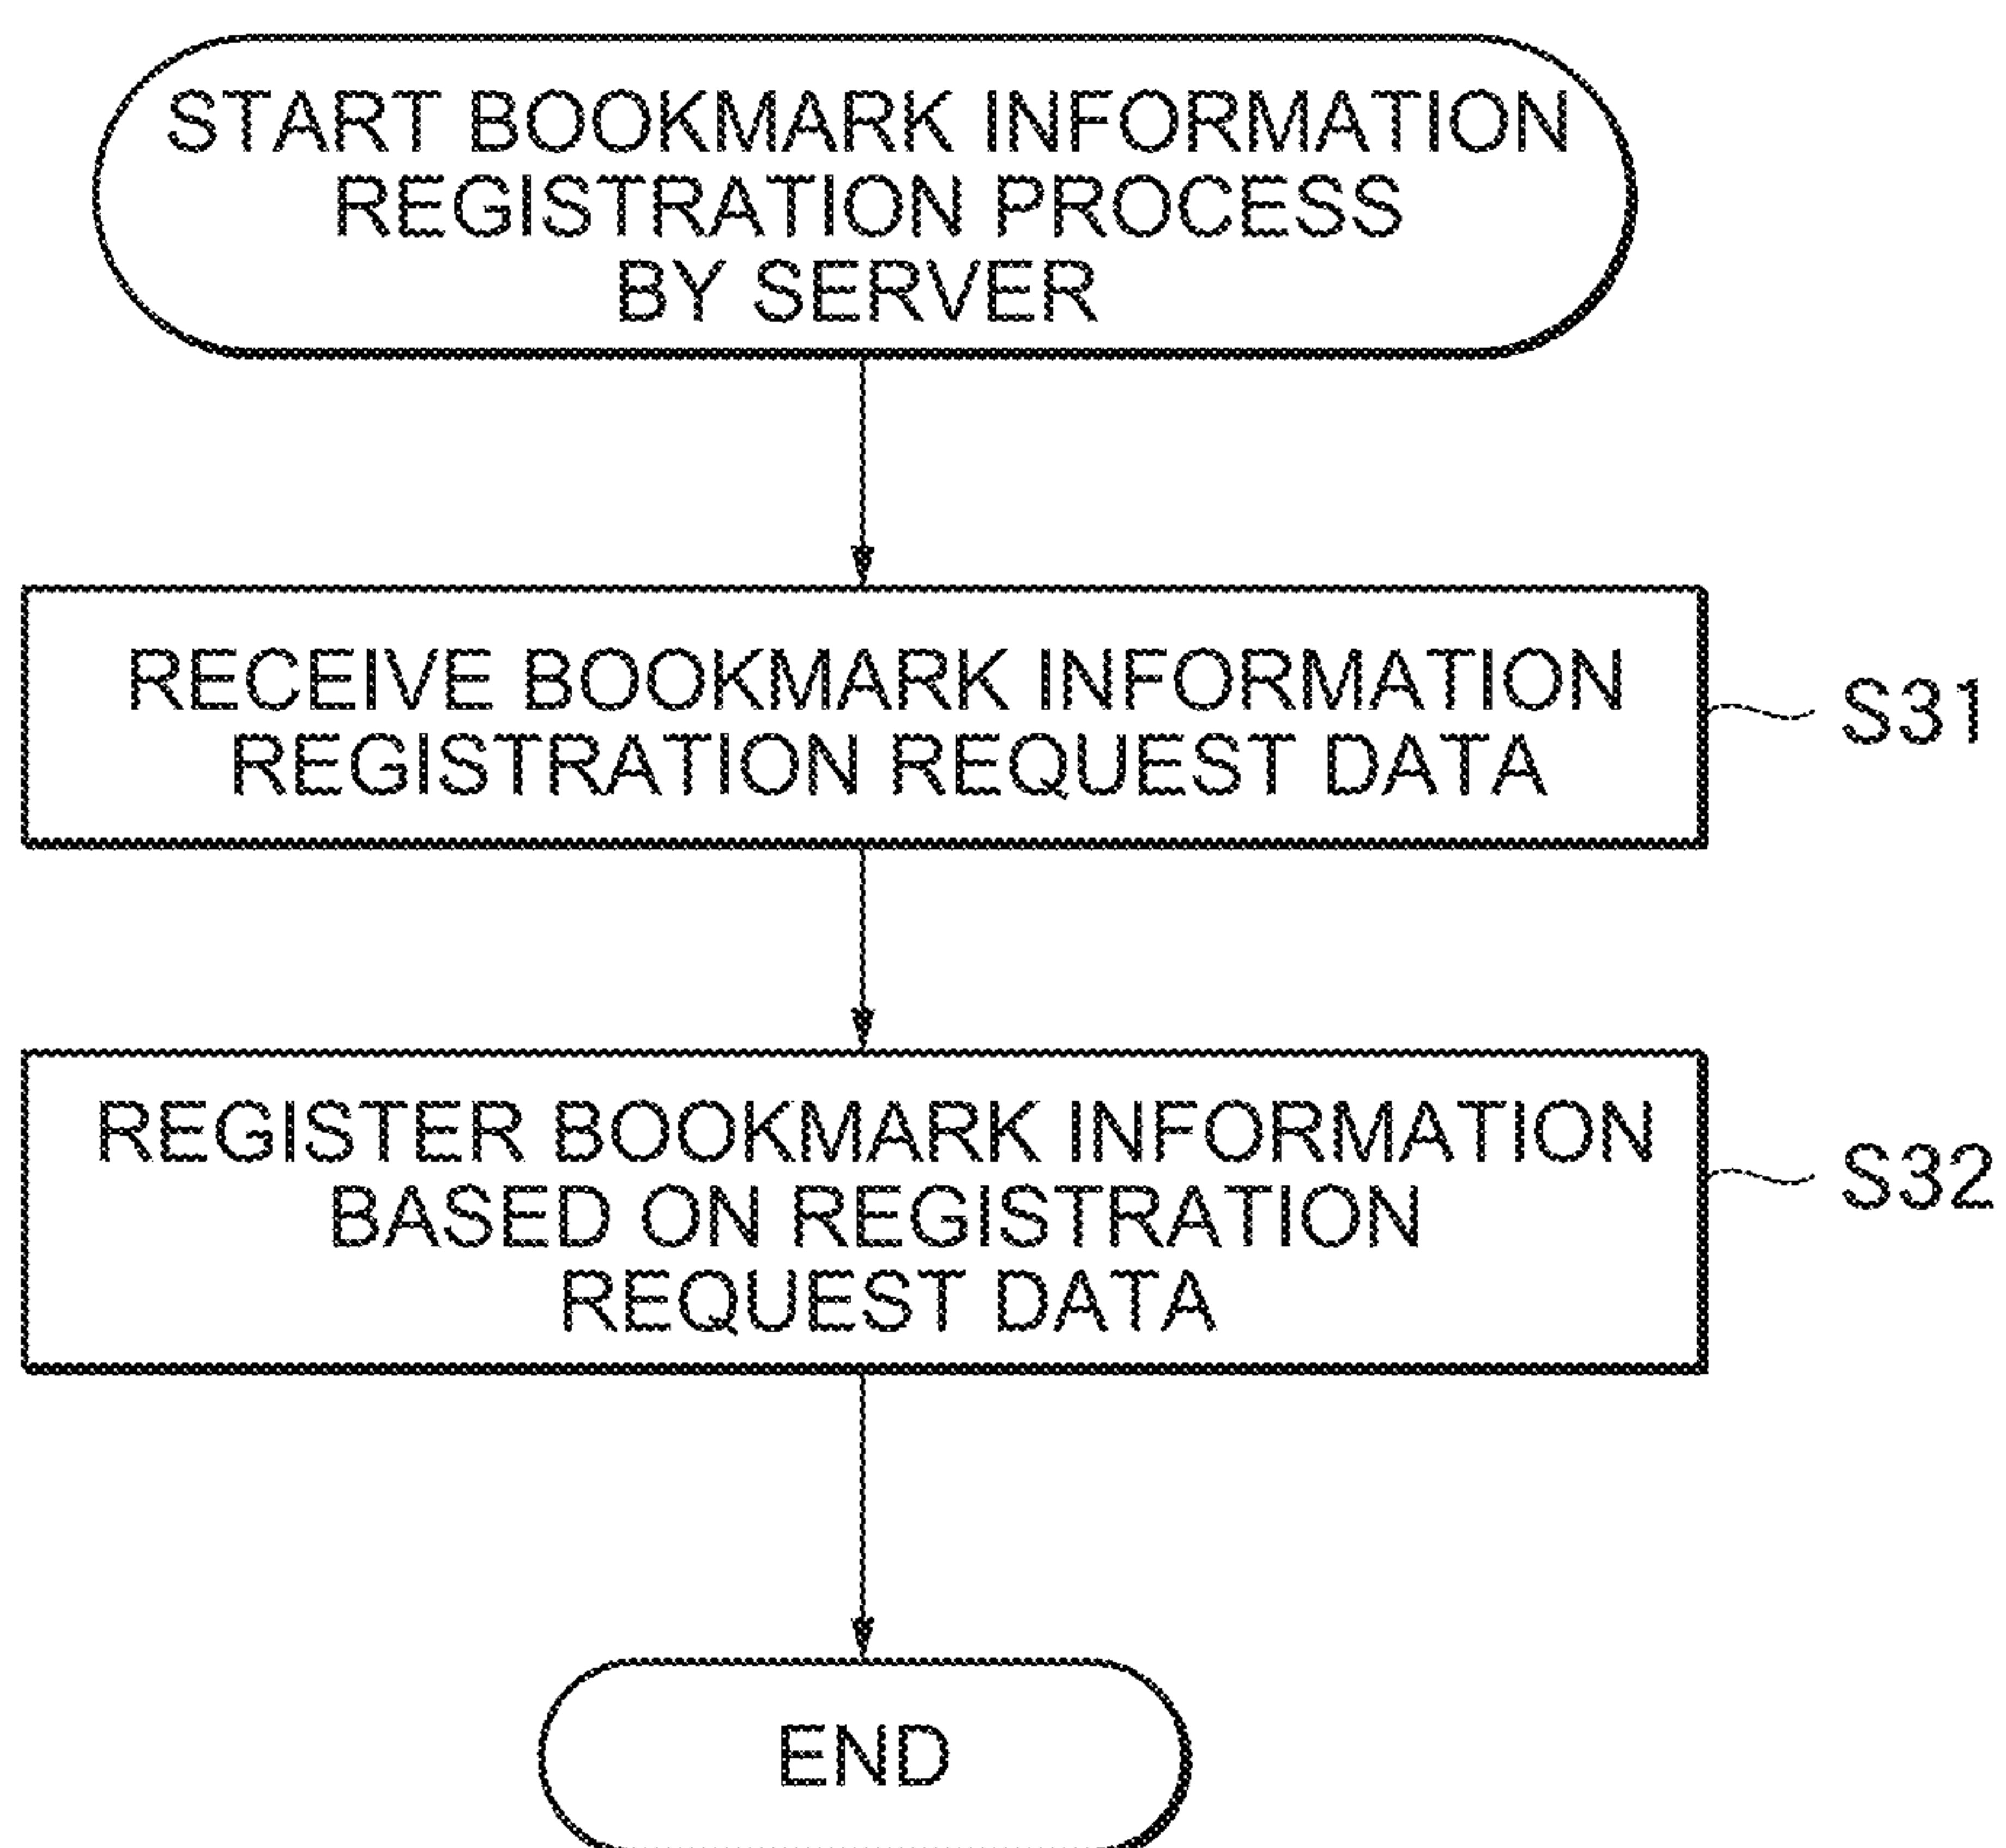 START BOOKMARK INFORMATION
REGISTRATION PROCESS
BY SERVER
RECEIVE BOOKMARK INFORMATION
REGISTRATION REQUEST DATA
S31
REGISTER BOOKMARK INFORMATION
BASED ON REGISTRATION
REQUEST DATA
S32
END